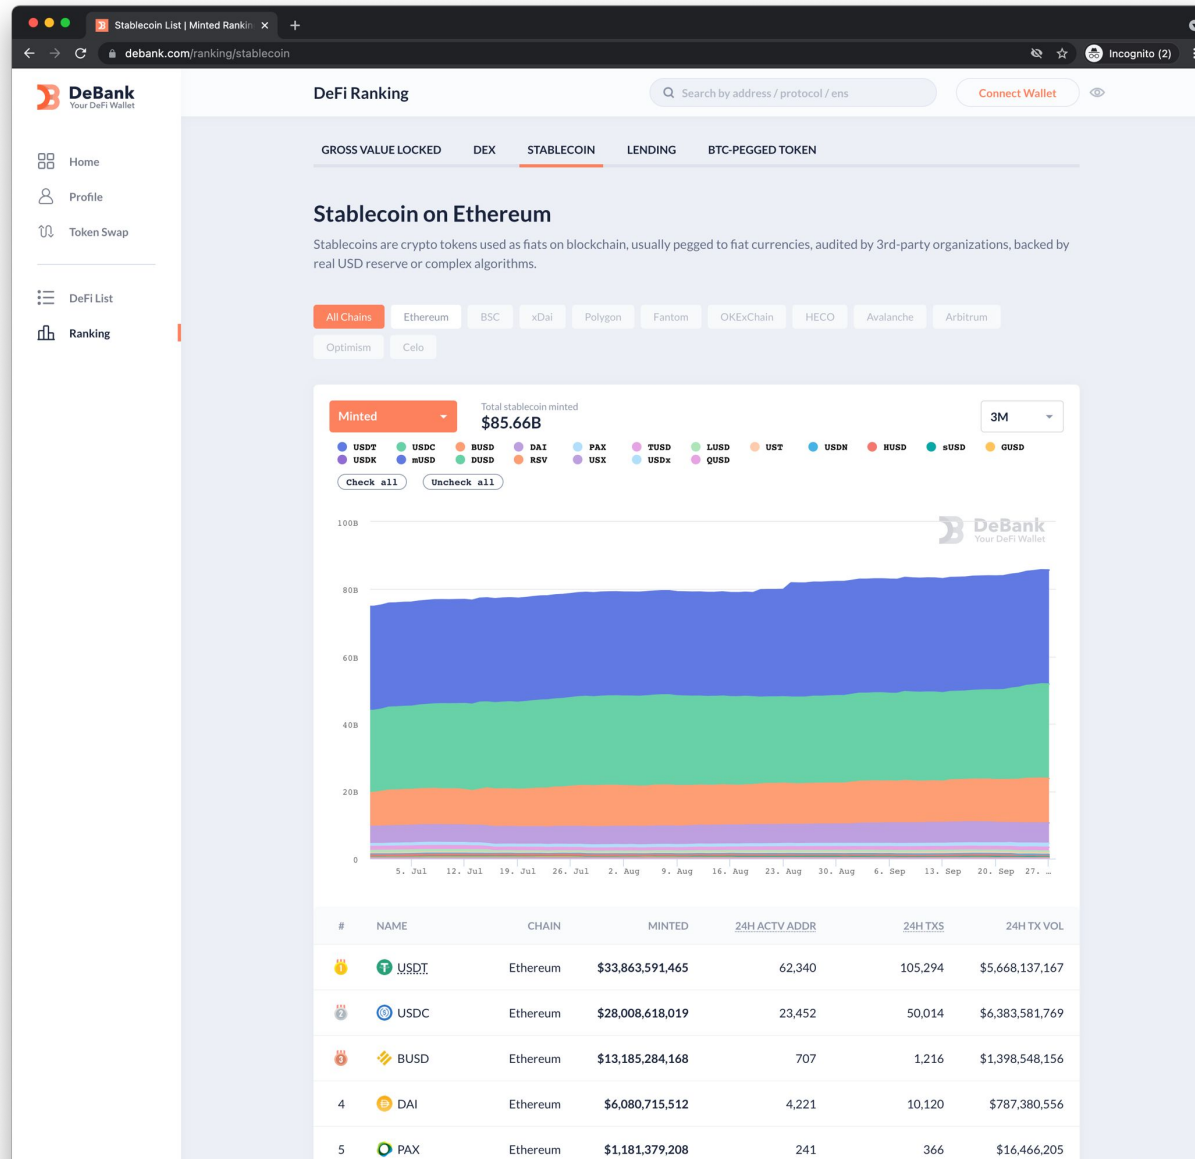 Stablecoin List | Minted Rankin
debank.com/ranking/stablecoin
Incognito (2)
DeBank
Your DeFi Wallet
Home
Profile
Token Swap
DeFi List
Ranking
DeFi Ranking
Search by address / protocol / ens
Connect Wallet
GROSS VALUE LOCKED DEX STABLECOIN LENDING BTC-PEGGED TOKEN
Stablecoin on Ethereum
Stablecoins are crypto tokens used as fiats on blockchain, usually pegged to fiat currencies, audited by 3rd-party organizations, backed by
real USD reserve or complex algorithms.
All Chains Ethereum BSC xDai Polygon Fantom OKExChain HECO Avalanche Arbitrum
Optimism Celo
Minted
Total stablecoin minted
$85.66B
3M
USDT USDC BUSD DAI PAX TUSD LUSD UST USDN HUSD sUSD GUSD
USDK mUSD DUSD RSV USX USDx QUSD
Check all Uncheck all
DeBank
Your DeFi Wallet
100B
80B
60B
40B
20B
0
5. Jul 12. Jul 19. Jul 26. Jul 2. Aug 9. Aug 16. Aug 23. Aug 30. Aug 6. Sep 13. Sep 20. Sep 27. …
# NAME CHAIN MINTED 24H ACTV ADDR 24H TXS 24H TX VOL
1 USDT Ethereum $33,863,591,465 62,340 105,294 $5,668,137,167
2 USDC Ethereum $28,008,618,019 23,452 50,014 $6,383,581,769
3 BUSD Ethereum $13,185,284,168 707 1,216 $1,398,548,156
4 DAI Ethereum $6,080,715,512 4,221 10,120 $787,380,556
5 PAX Ethereum $1,181,379,208 241 366 $16,466,205